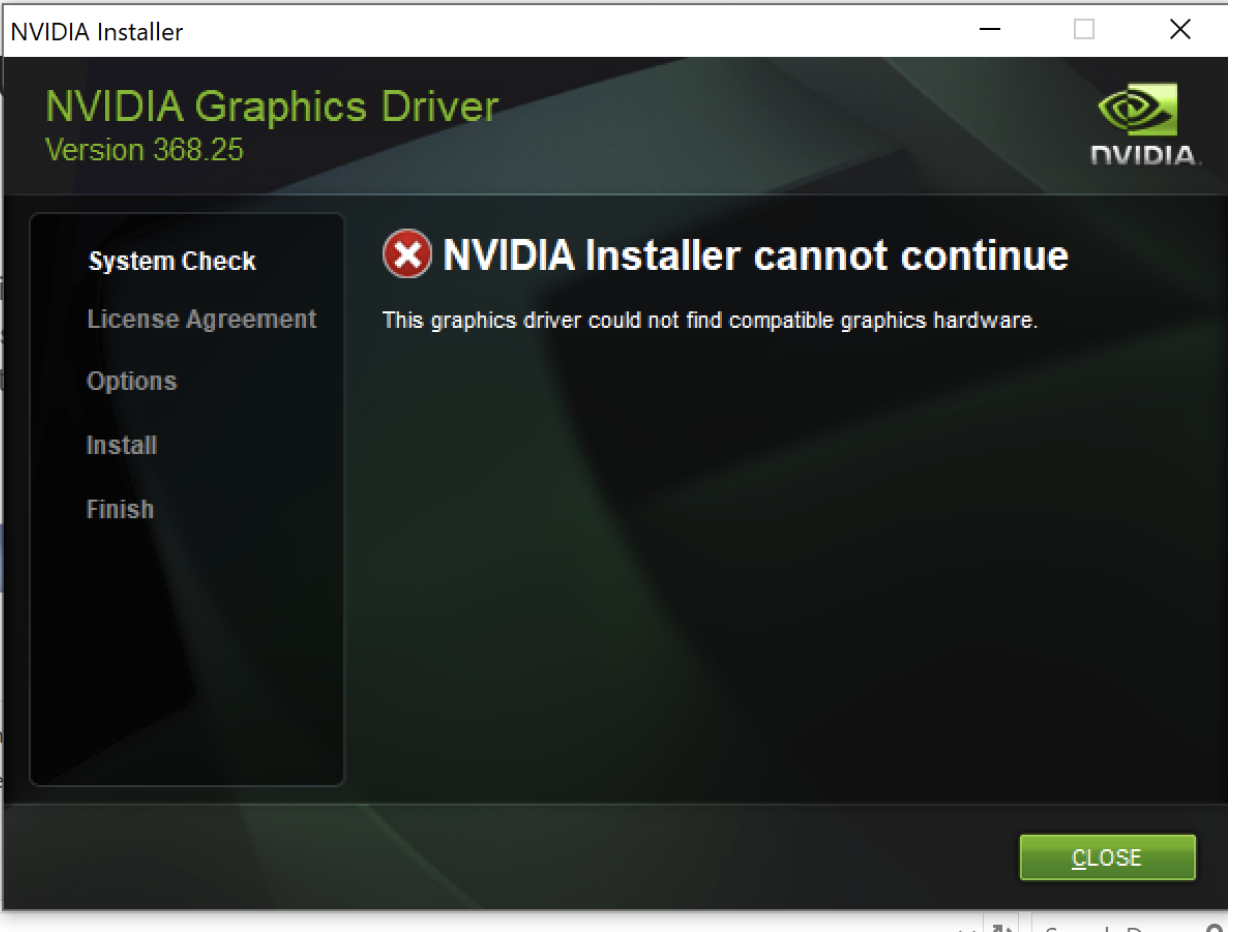 NVIDIA Installer
NVIDIA Graphics Driver
Version 368.25
NVIDIA.
System Check
License Agreement
Options
Install
Finish
NVIDIA Installer cannot continue
This graphics driver could not find compatible graphics hardware.
CLOSE